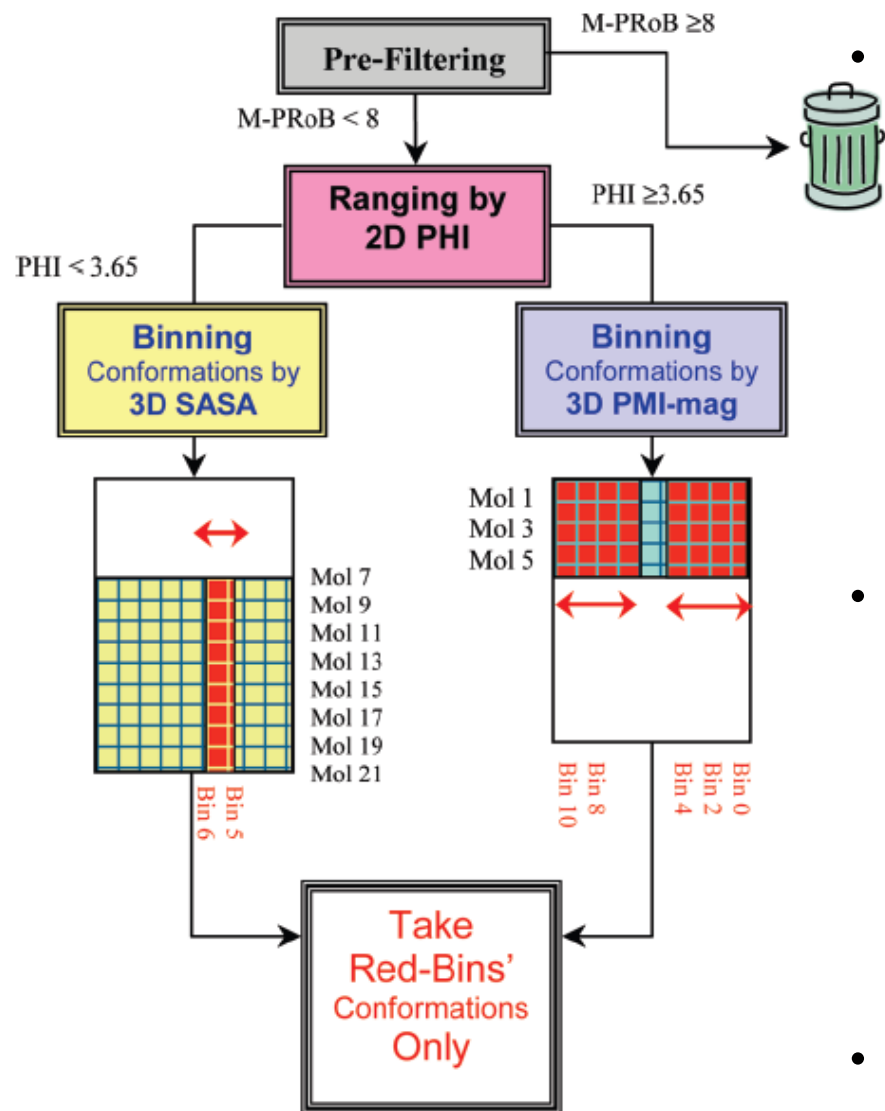 M-PRoB ≥8
Pre-Filtering
M-PRoB < 8
Ranging by
2D PHI
PHI ≥3.65
PHI < 3.65
Binning
Conformations by
3D SASA
Binning
Conformations by
3D PMI-mag
Mol 1
Mol 3
Mol 5
Mol 7
Mol 9
Mol 11
Mol 13
Mol 15
Mol 17
Mol 19
Mol 21
Bin 6
Bin 5
Bin 10
Bin 8
Bin 4
Bin 2
Bin 0
Take
Red-Bins’
Conformations
Only